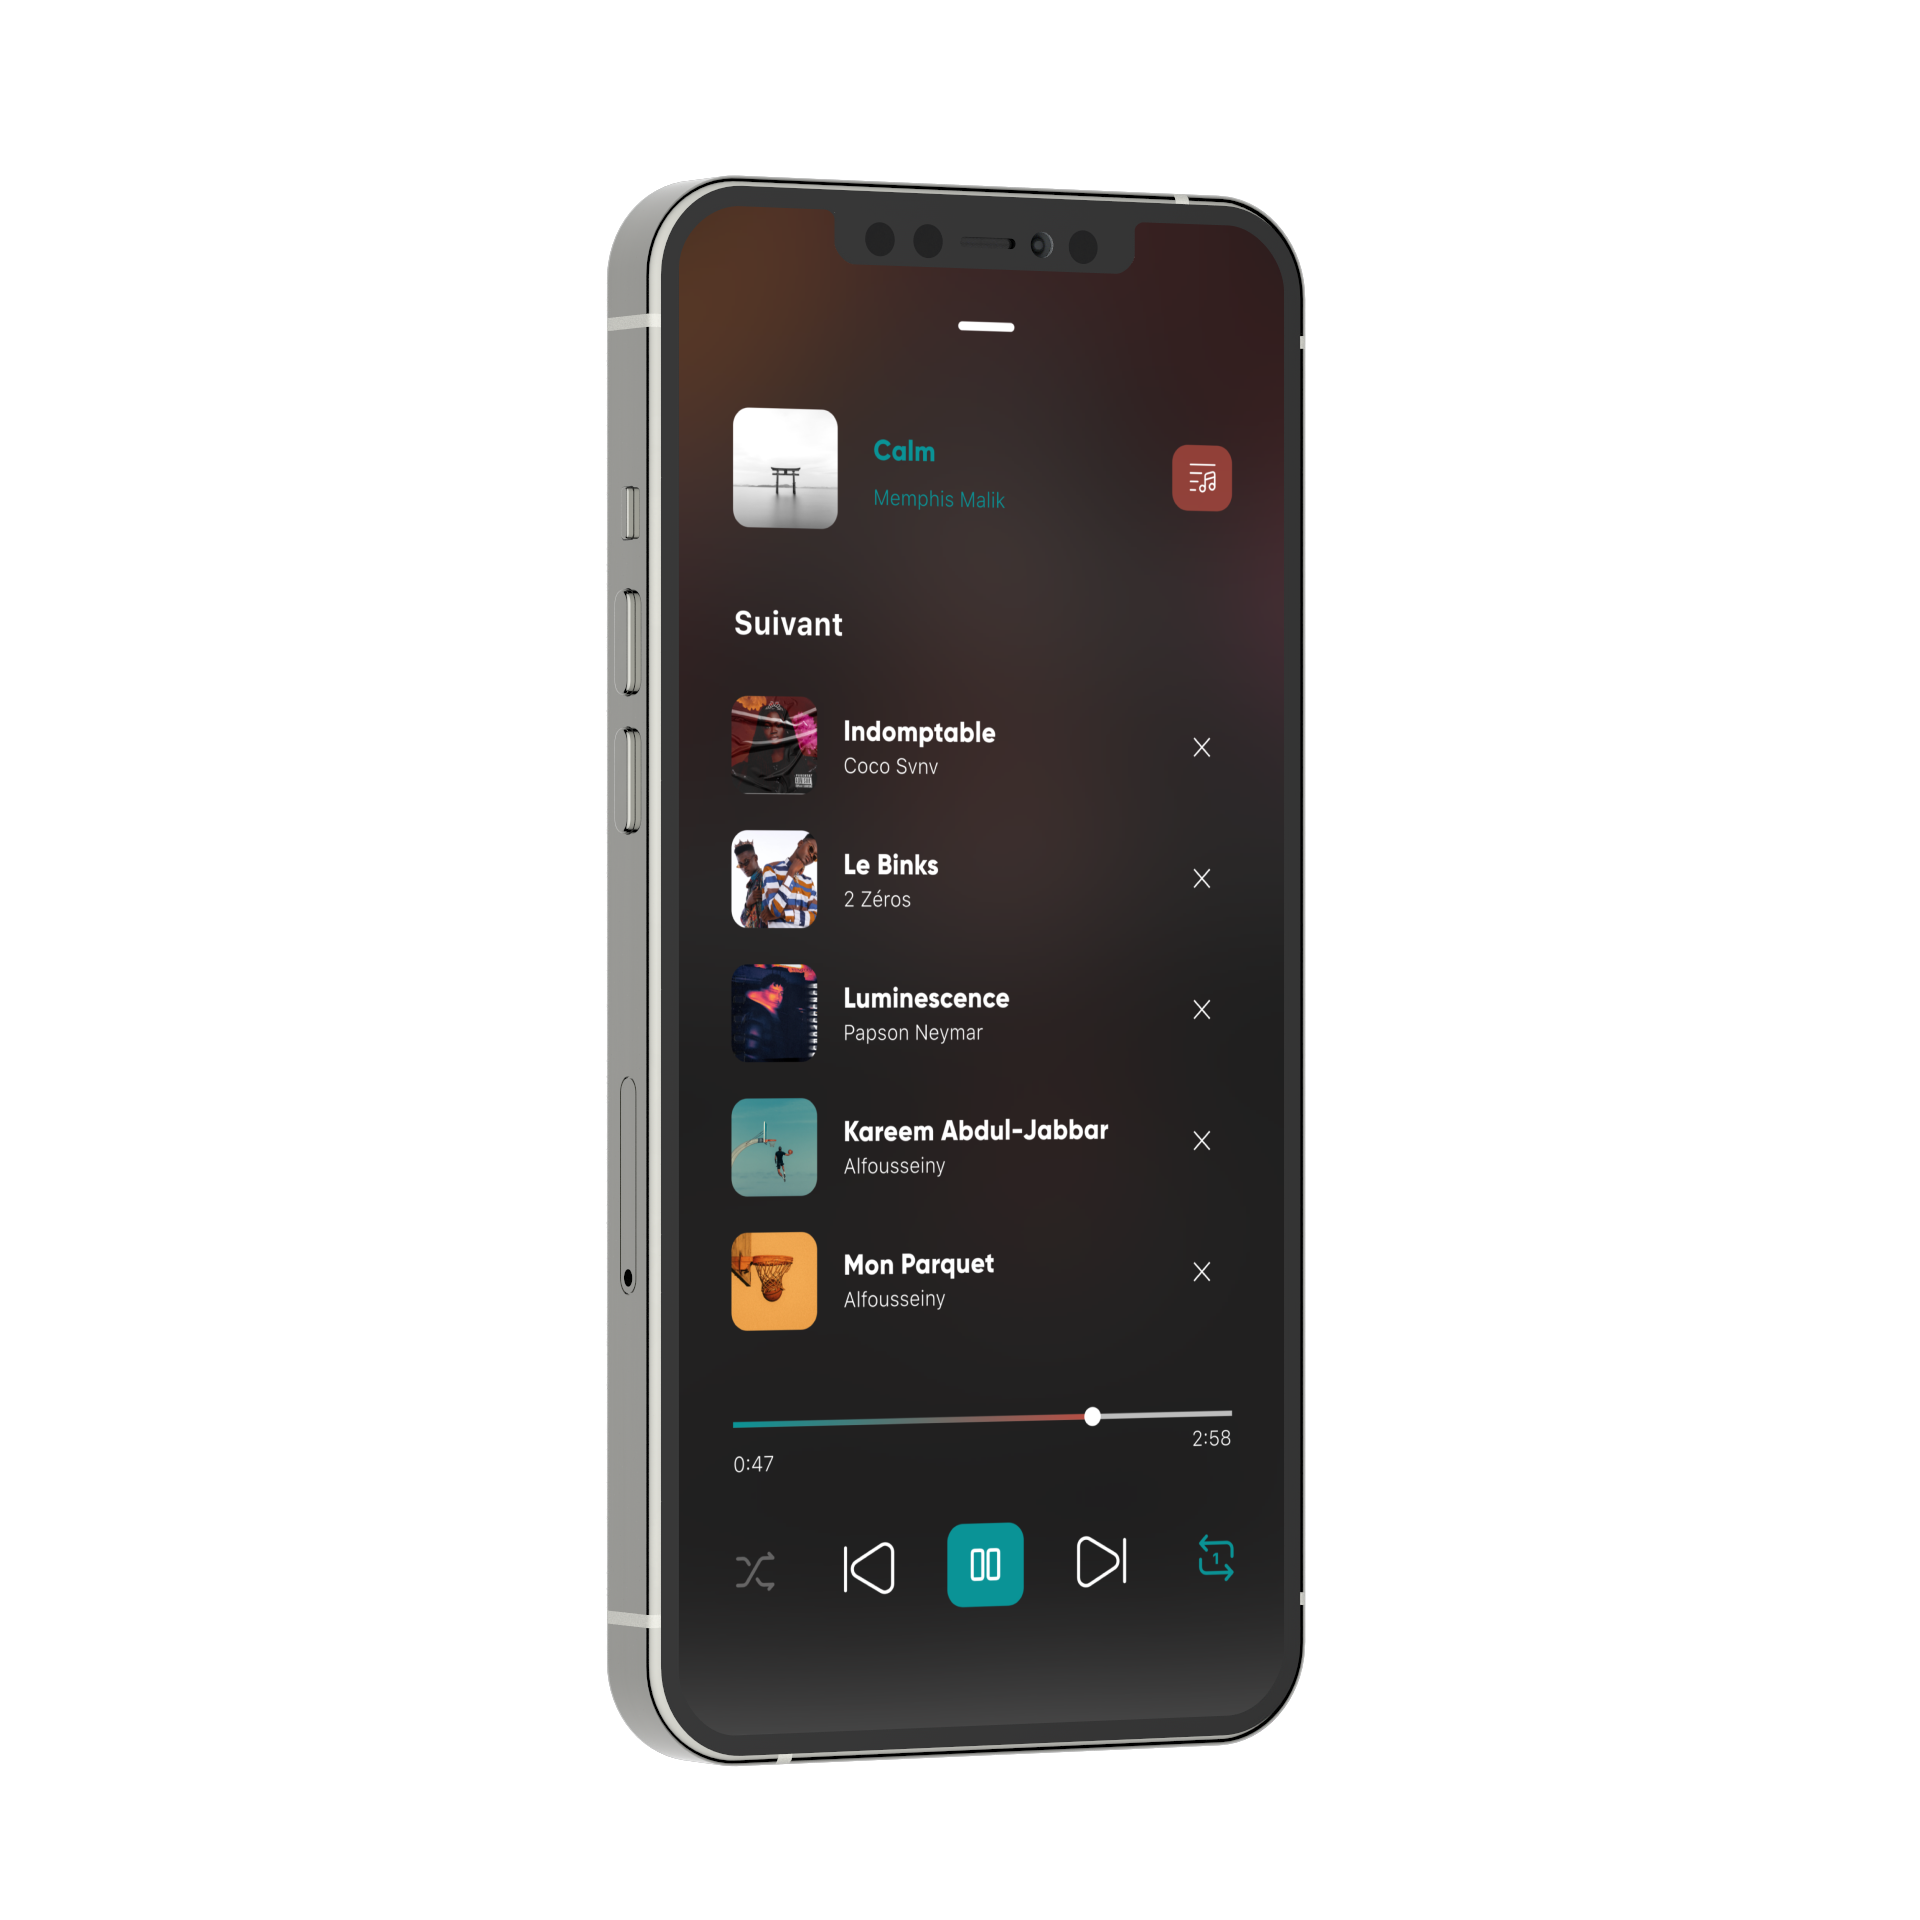 Calm
Memphis Malik
Suivant
Indomptable
Coco Svnv
Le Binks
2 Zéros
Luminescence
Papson Neymar
Kareem Abdul-Jabbar
Alfousseiny
Mon Parquet
Alfousseiny
2:58
0:47
1